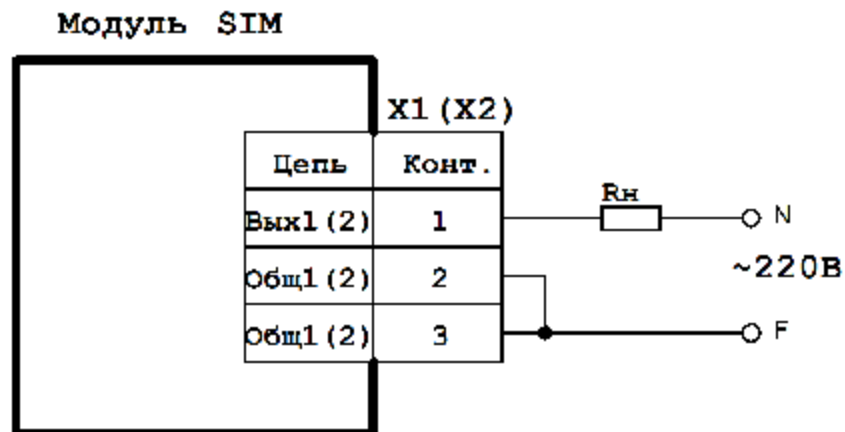 Модуль SIM
X1(X2)
Цепь Конт.
Вых1(2) 1
Rн
N
Общ1(2) 2
~220В
Общ1(2) 3
F